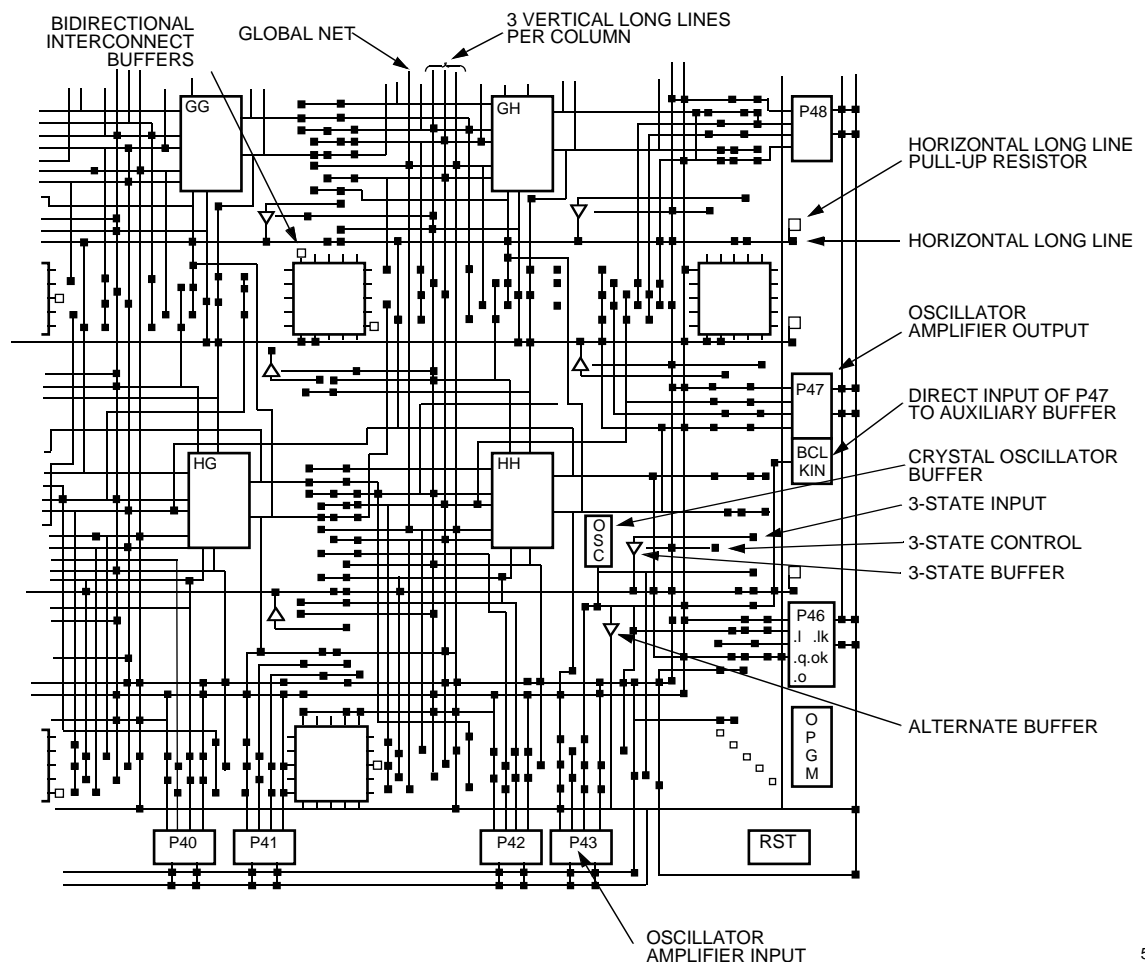 BIDIRECTIONAL
INTERCONNECT
BUFFERS
GLOBAL NET
3 VERTICAL LONG LINES
PER COLUMN
GG
GH
P48
HORIZONTAL LONG LINE
PULL-UP RESISTOR
HORIZONTAL LONG LINE
OSCILLATOR
AMPLIFIER OUTPUT
P47
DIRECT INPUT OF P47
TO AUXILIARY BUFFER
BCL
KIN
HG
HH
CRYSTAL OSCILLATOR
BUFFER
O
S
C
3-STATE INPUT
3-STATE CONTROL
3-STATE BUFFER
P46
.l .lk
.q.ok
.o
ALTERNATE BUFFER
O
P
G
M
P40
P41
P42
P43
RST
OSCILLATOR
AMPLIFIER INPUT
5